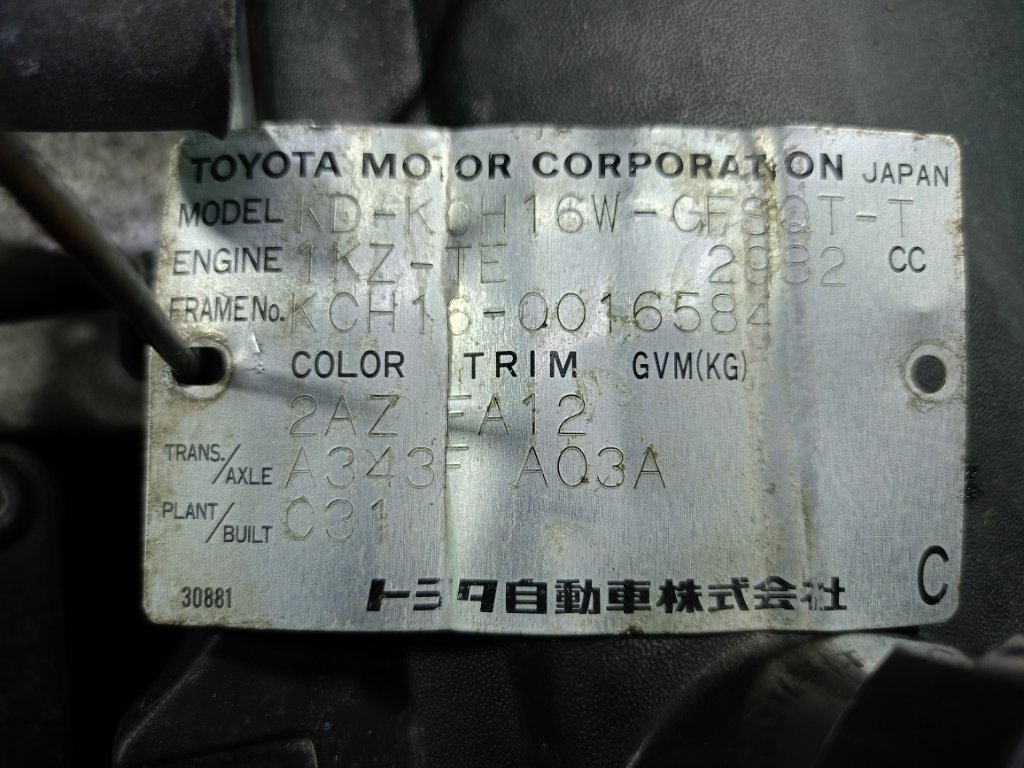 TOYOTA MOTOR CORPORATION JAPAN
MODEL KD-KCH16W-GFSQT-T
ENGINE 1KZ-TE / 2982 CC
FRAME No. KCH16-0016584
COLOR TRIM GVM(KG)
2AZ FA12
TRANS./AXLE A343F A03A
PLANT/BUILT C31
30881 トヨタ自動車株式会社 C